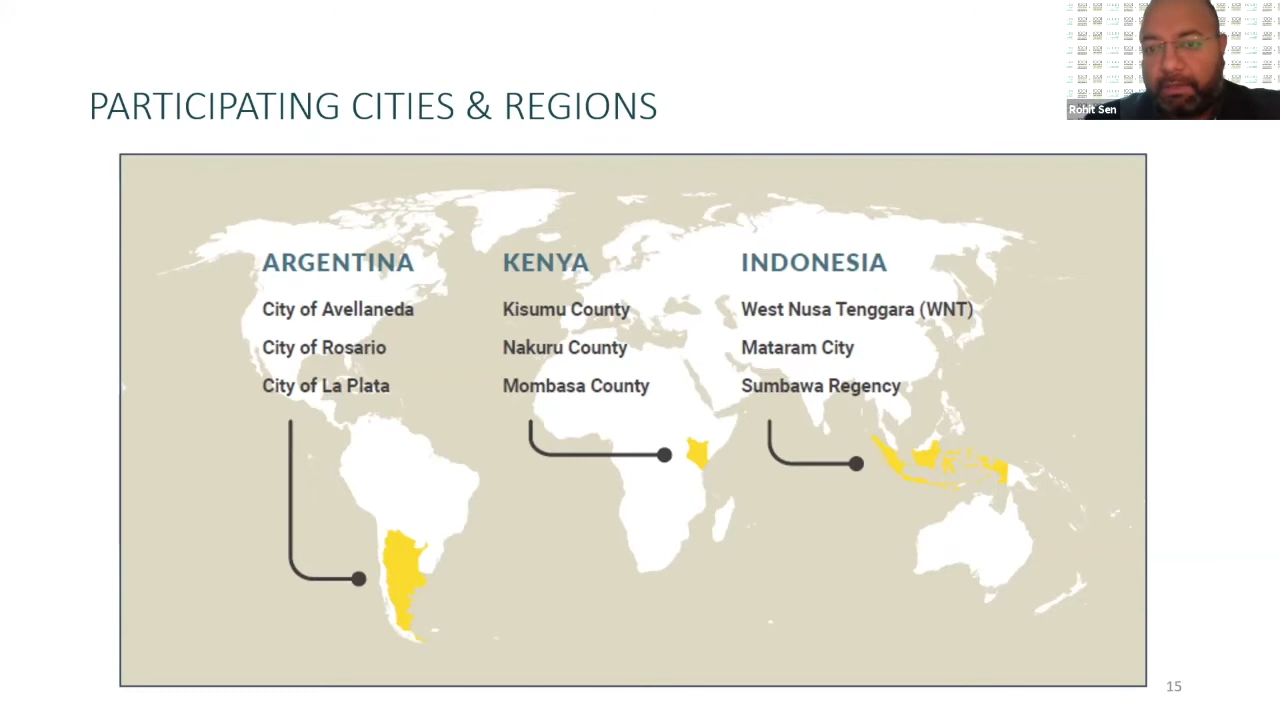 Rohit Sen
PARTICIPATING CITIES & REGIONS
ARGENTINA
City of Avellaneda
City of Rosario
City of La Plata
KENYA
Kisumu County
Nakuru County
Mombasa County
INDONESIA
West Nusa Tenggara (WNT)
Mataram City
Sumbawa Regency
15